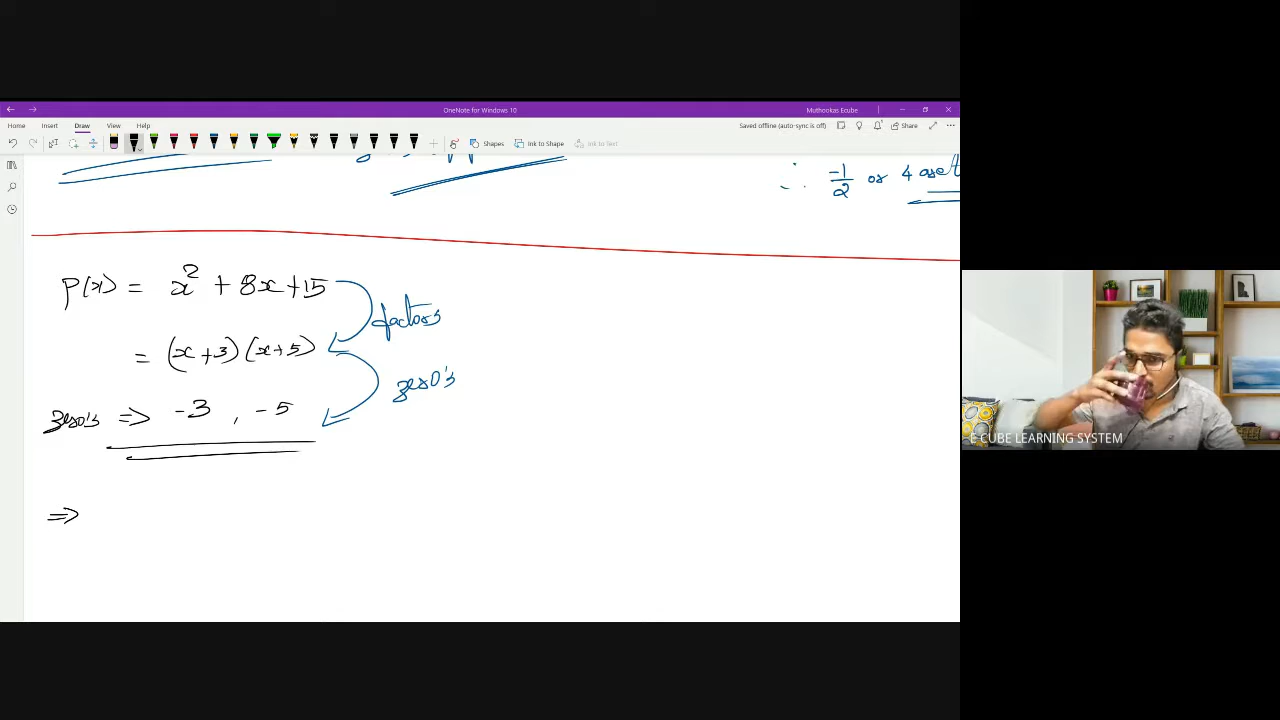 OneNote for Windows 10
Muthookas Ecube
Home Insert Draw View Help
Saved offline (auto-sync is off)
Share
Shapes
Ink to Shape
Ink to Text
∴ -1/2 or 4 are
P(x) = x² + 8x + 15
factors
= (x+3) (x+5)
zero's
zero's ⇒ -3 , -5
⇒
E CUBE LEARNING SYSTEM